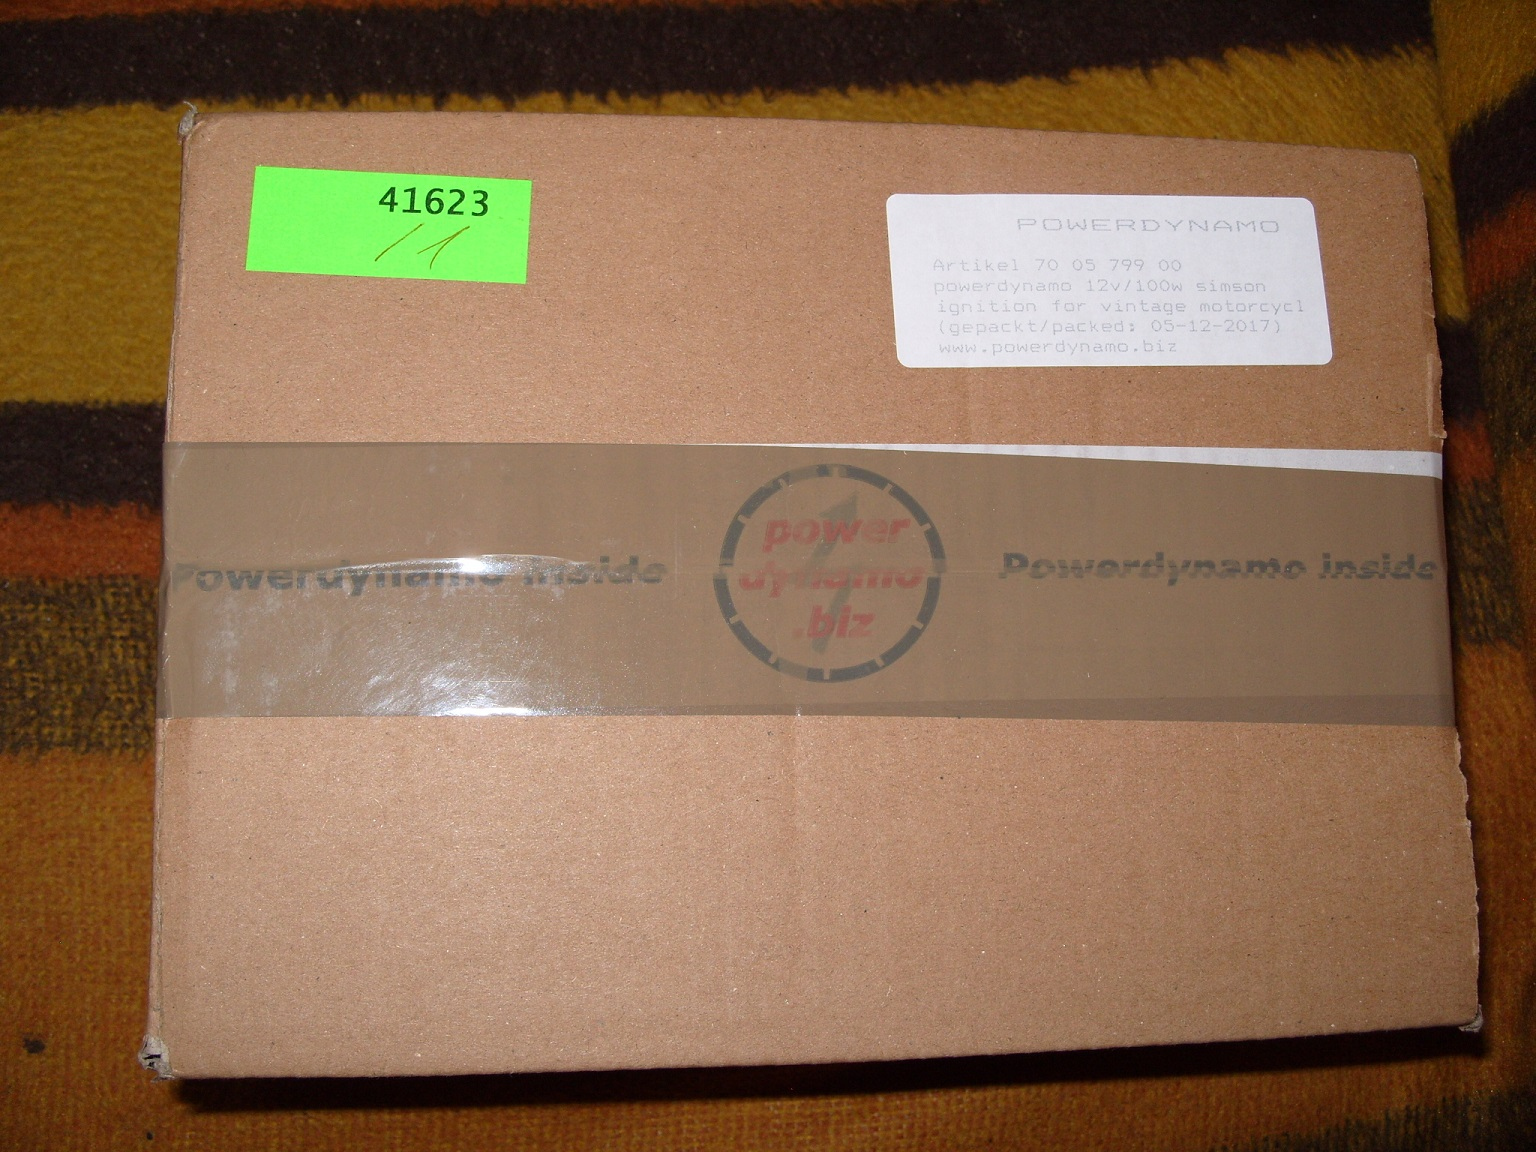 41623
/1
POWERDYNAMO
Artikel 70 05 799 00
powerdynamo 12v/100w simson
ignition for vintage motorcycl
(gepackt/packed: 05-12-2017)
www.powerdynamo.biz
Powerdynamo inside
power
dynamo
.biz
Powerdynamo inside